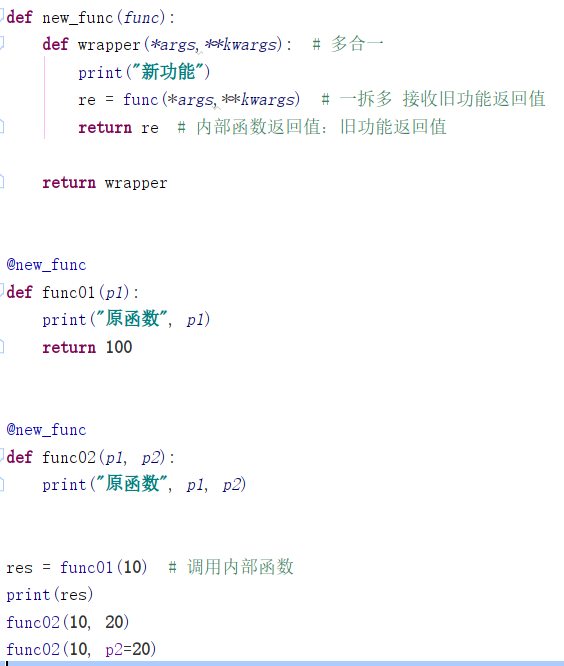 def new_func(func):
    def wrapper(*args,**kwargs):  # 多合一
        print("新功能")
        re = func(*args,**kwargs)  # 一拆多 接收旧功能返回值
        return re  # 内部函数返回值：旧功能返回值
    return wrapper
@new_func
def func01(p1):
    print("原函数", p1)
    return 100
@new_func
def func02(p1, p2):
    print("原函数", p1, p2)
res = func01(10)  # 调用内部函数
print(res)
func02(10, 20)
func02(10, p2=20)